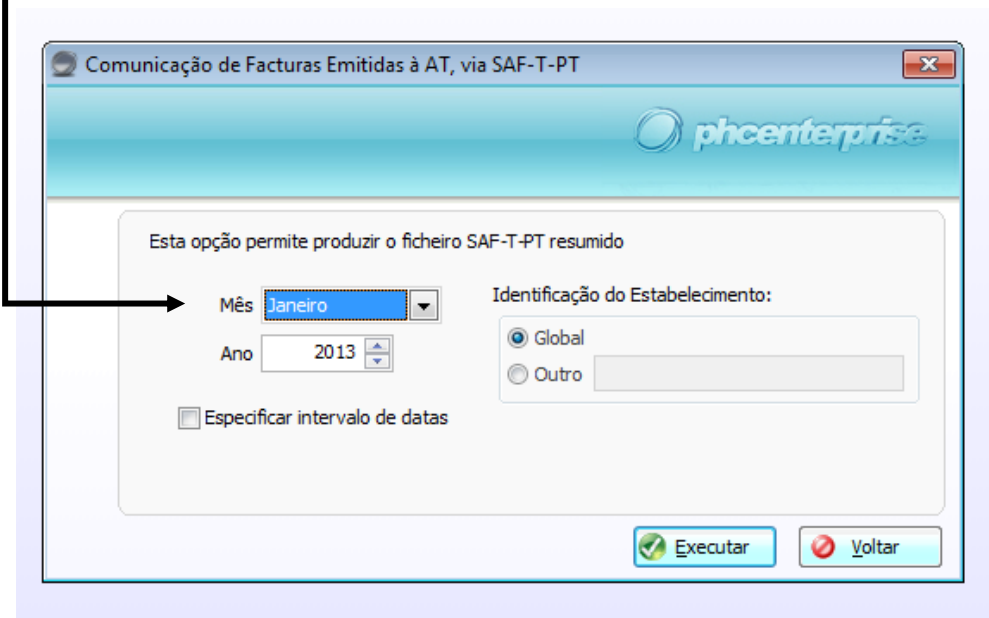 Comunicação de Facturas Emitidas à AT, via SAF-T-PT
phcenterprise
Esta opção permite produzir o ficheiro SAF-T-PT resumido
Mês Janeiro
Identificação do Estabelecimento:
Global
Ano 2013
Outro
Especificar intervalo de datas
Executar
Voltar